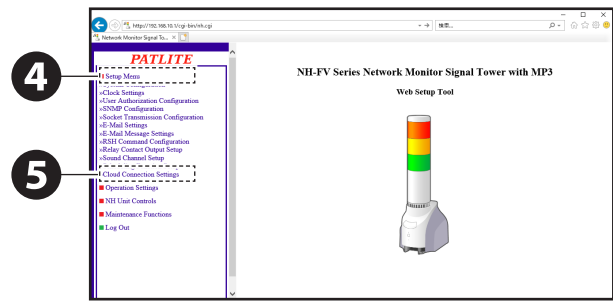 http://192.168.10.1/cgi-bin/nh.cgi
検索...
Network Monitor Signal To...
PATLITE
4
Setup Menu
»Clock Settings
»User Authorization Configuration
»SNMP Configuration
»Socket Transmission Configuration
»E-Mail Settings
»E-Mail Message Settings
»RSH Command Configuration
»Relay Contact Output Setup
»Sound Channel Setup
5
Cloud Connection Settings
Operation Settings
NH Unit Controls
Maintenance Functions
Log Out
NH-FV Series Network Monitor Signal Tower with MP3
Web Setup Tool